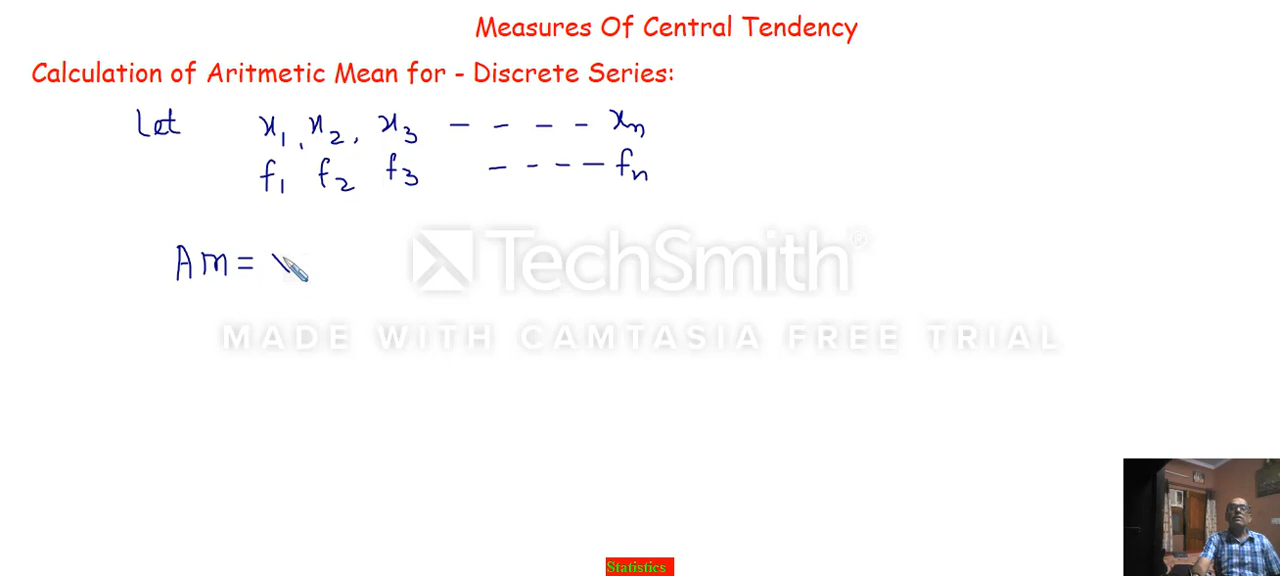 Measures Of Central Tendency
Calculation of Aritmetic Mean for - Discrete Series:
Let x₁, x₂, x₃ - - - - xₙ
f₁ f₂ f₃ - - - - fₙ
Am =
TechSmith®
MADE WITH CAMTASIA FREE TRIAL
Statistics